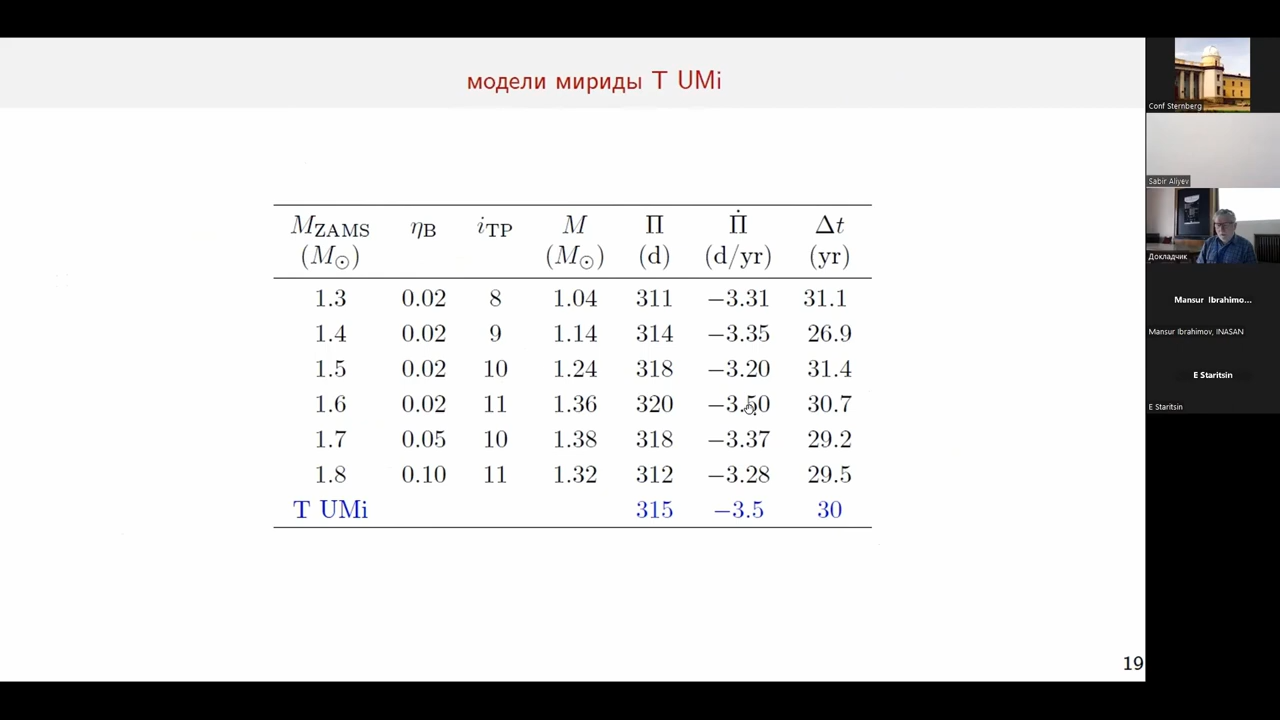 модели мириды T UMi
M_ZAMS η_B i_TP M Π Π̇ Δt
(M_⊙) (M_⊙) (d) (d/yr) (yr)
1.3 0.02 8 1.04 311 −3.31 31.1
1.4 0.02 9 1.14 314 −3.35 26.9
1.5 0.02 10 1.24 318 −3.20 31.4
1.6 0.02 11 1.36 320 −3.50 30.7
1.7 0.05 10 1.38 318 −3.37 29.2
1.8 0.10 11 1.32 312 −3.28 29.5
T UMi 315 −3.5 30
19
Conf Sternberg
Sabir Aliyev
Докладчик
Mansur Ibrahimo...
Mansur Ibrahimov, INASAN
E Staritsin
E Staritsin